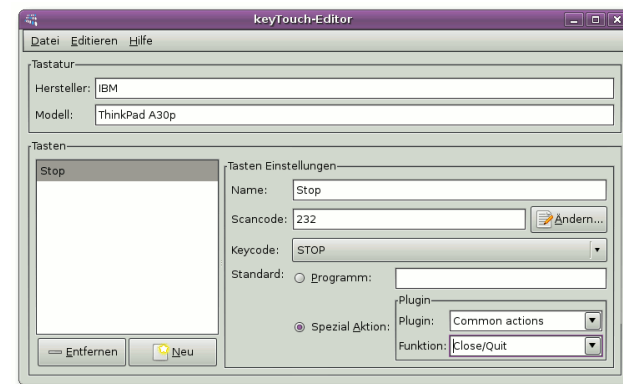 keyTouch-Editor
Datei Editieren Hilfe
Tastatur
Hersteller: IBM
Modell: ThinkPad A30p
Tasten
Stop
Tasten Einstellungen
Name: Stop
Scancode: 232 Ändern...
Keycode: STOP
Standard: Programm:
Plugin
Spezial Aktion: Plugin: Common actions
Funktion: Close/Quit
Entfernen Neu